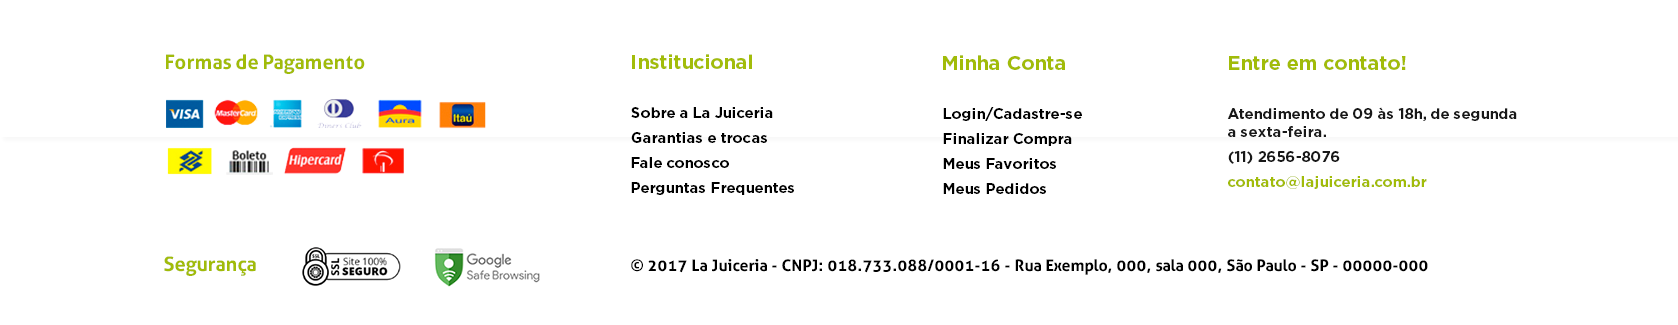 Formas de Pagamento
VISA
MasterCard
AMERICAN EXPRESS
Diners Club
Aura
Itaú
Boleto
Hipercard
Institucional
Sobre a La Juiceria
Garantias e trocas
Fale conosco
Perguntas Frequentes
Minha Conta
Login/Cadastre-se
Finalizar Compra
Meus Favoritos
Meus Pedidos
Entre em contato!
Atendimento de 09 às 18h, de segunda
a sexta-feira.
(11) 2656-8076
contato@lajuiceria.com.br
Segurança
SSL
SSL
Site 100%
SEGURO
Google
Safe Browsing
© 2017 La Juiceria - CNPJ: 018.733.088/0001-16 - Rua Exemplo, 000, sala 000, São Paulo - SP - 00000-000